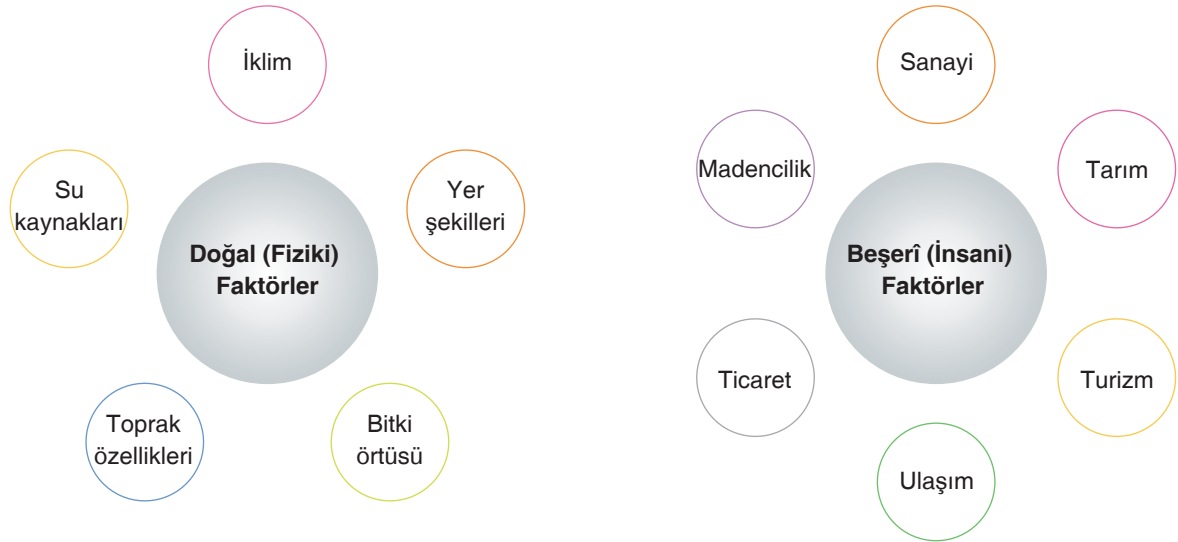 İklim
Su
kaynakları
Yer
şekilleri
Doğal (Fiziki)
Faktörler
Toprak
özellikleri
Bitki
örtüsü
Sanayi
Madencilik
Tarım
Beşerî (İnsani)
Faktörler
Ticaret
Turizm
Ulaşım